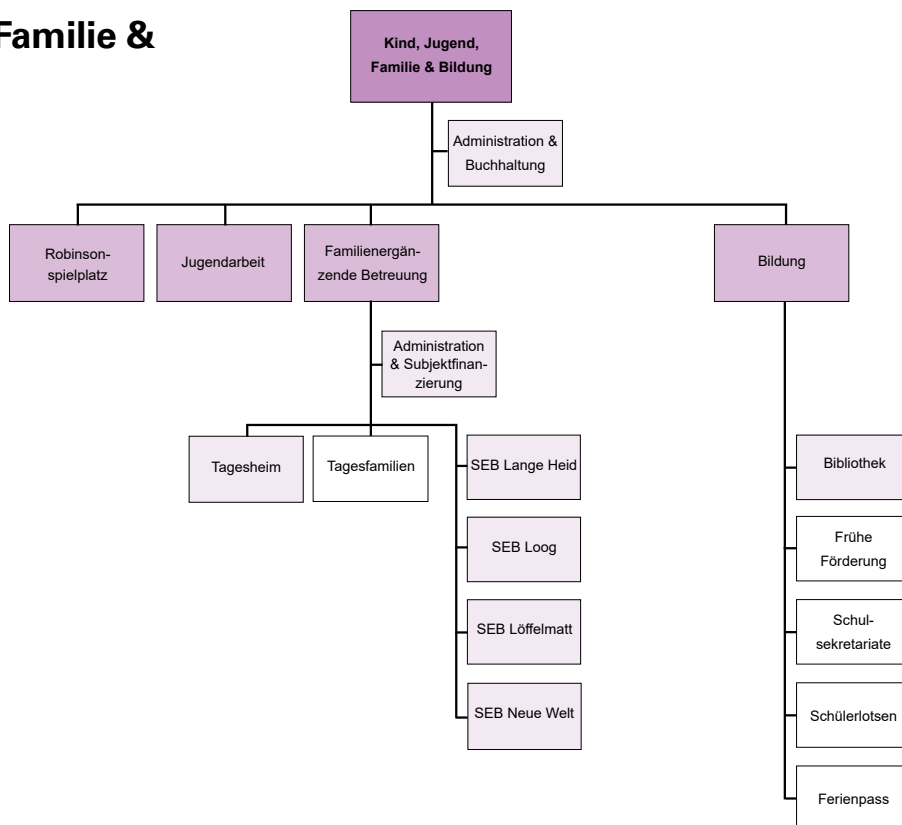 Familie &
Kind, Jugend,
Familie & Bildung
Administration &
Buchhaltung
Robinson-
spielplatz
Jugendarbeit
Familienergän-
zende Betreuung
Bildung
Administration
& Subjektfinan-
zierung
Tagesheim
Tagesfamilien
SEB Lange Heid
SEB Loog
SEB Löffelmatt
SEB Neue Welt
Bibliothek
Frühe
Förderung
Schul-
sekretariate
Schülerlotsen
Ferienpass